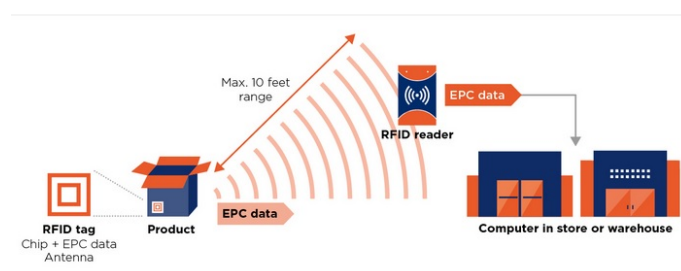 Max. 10 feet
range
EPC data
RFID reader
EPC data
RFID tag
Chip + EPC data
Antenna
Product
Computer in store or warehouse